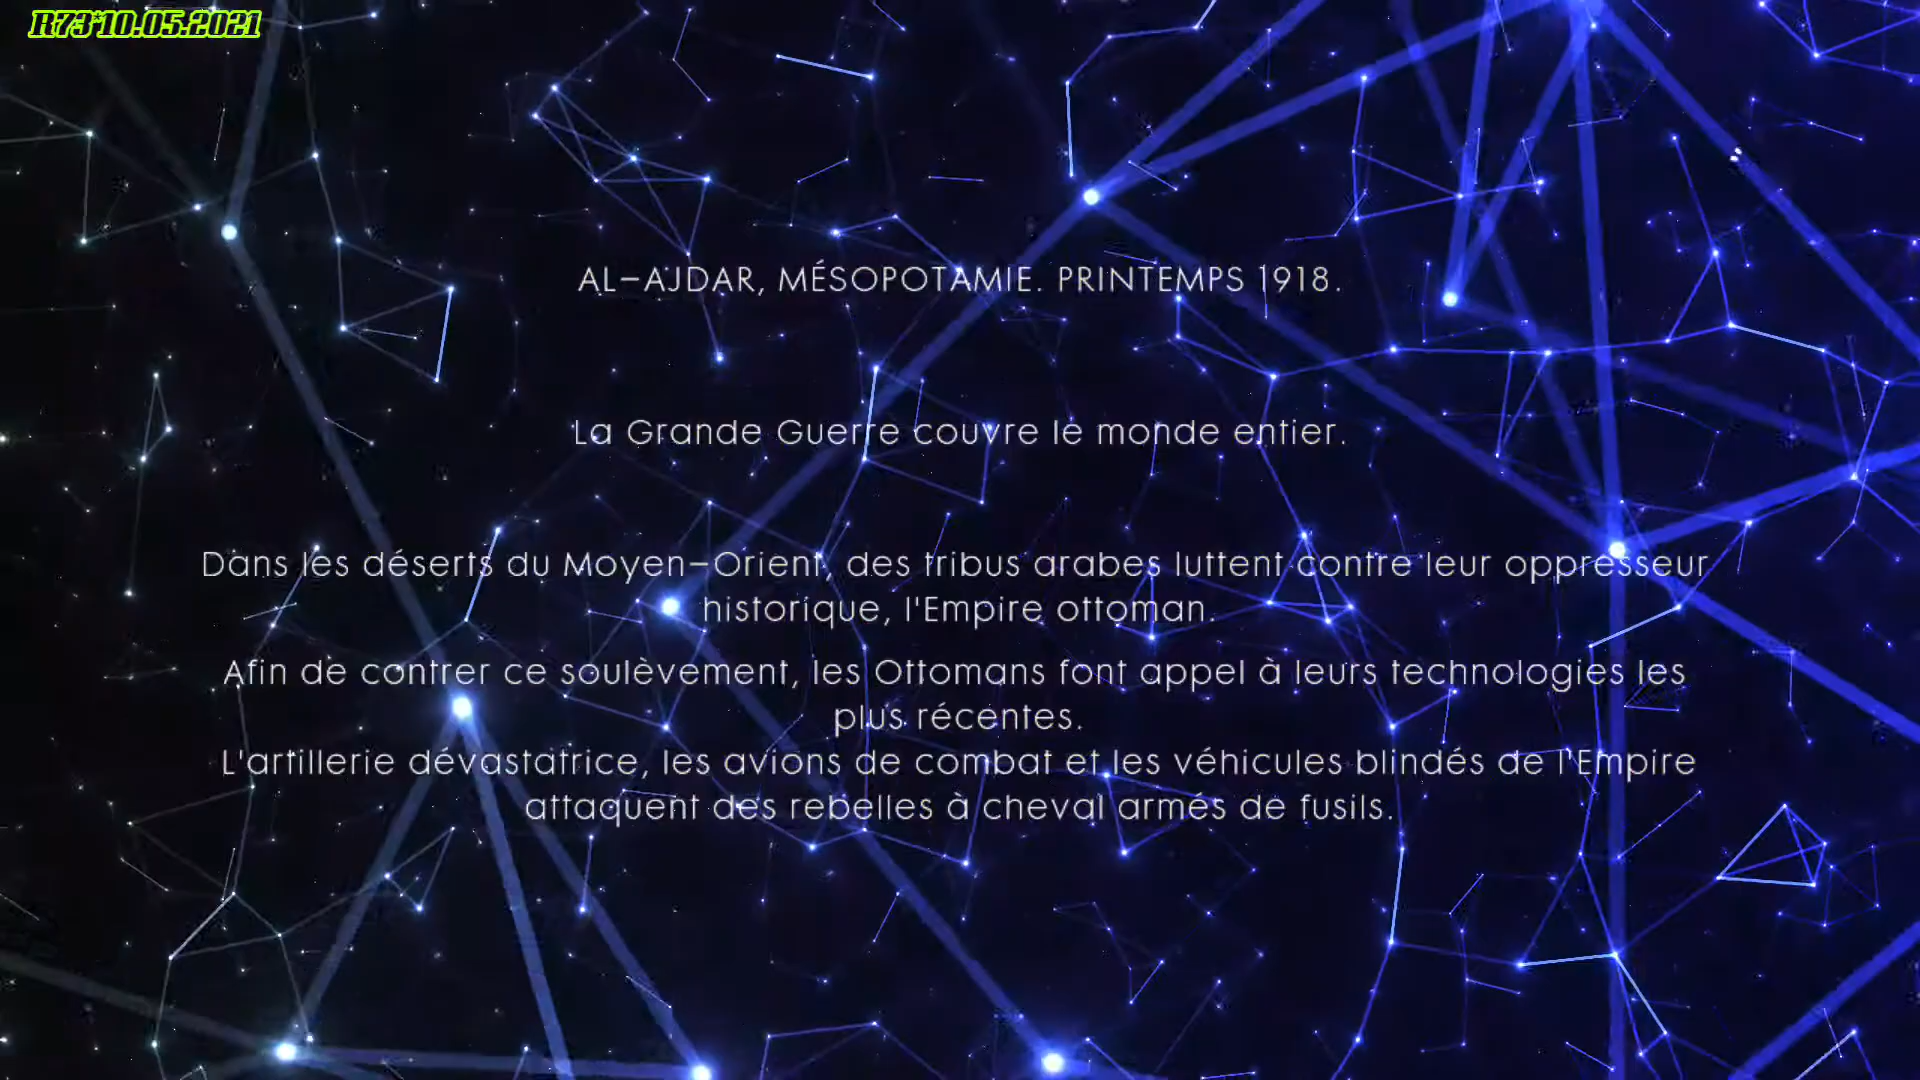 R73*10.05.2021
AL-AJDAR, MÉSOPOTAMIE. PRINTEMPS 1918.
La Grande Guerre couvre le monde entier.
Dans les déserts du Moyen-Orient, des tribus arabes luttent contre leur oppresseur
historique, l'Empire ottoman.
Afin de contrer ce soulèvement, les Ottomans font appel à leurs technologies les
plus récentes.
L'artillerie dévastatrice, les avions de combat et les véhicules blindés de l'Empire
attaquent des rebelles à cheval armés de fusils.